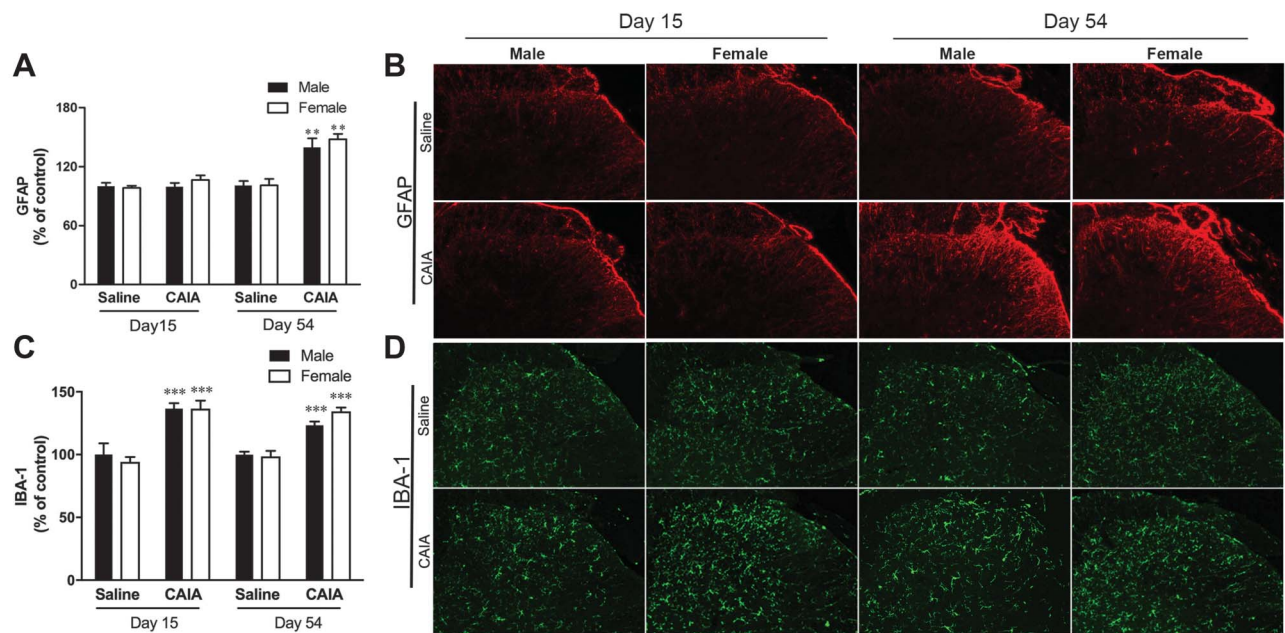 Day 15 Day 54
Male Female Male Female
A
Male
Female
180
120
60
0
GFAP
(% of control)
** **
Saline CAIA Saline CAIA
Day15 Day 54
B
GFAP
Saline
CAIA
C
Male
Female
150
100
50
0
IBA-1
(% of control)
*** *** *** ***
Saline CAIA Saline CAIA
Day 15 Day 54
D
IBA-1
Saline
CAIA